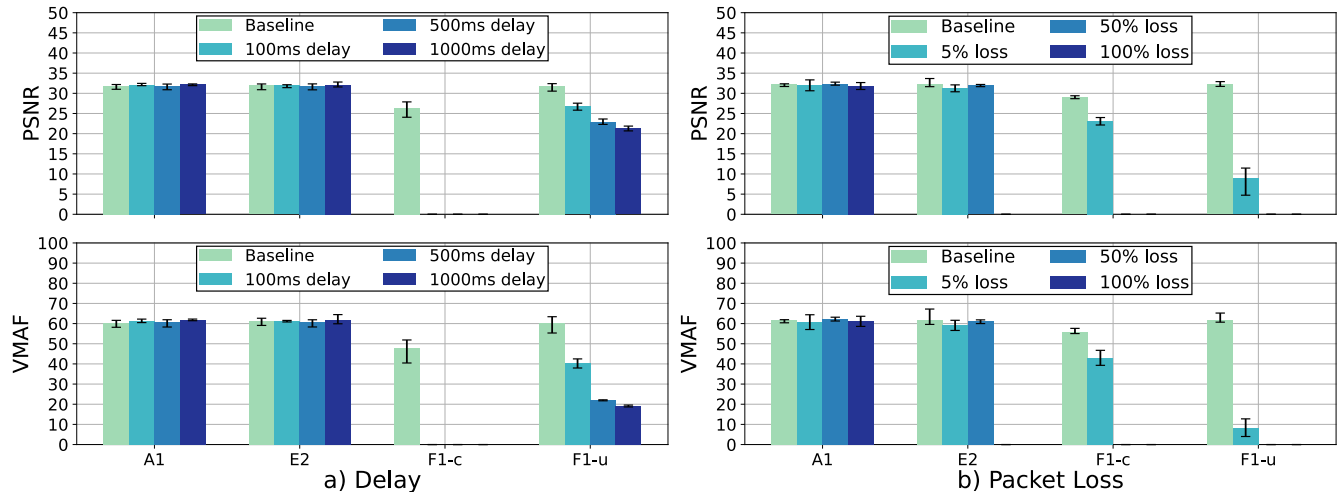 50
45
40
35
30
25
20
15
10
5
0
PSNR
Baseline 500ms delay
100ms delay 1000ms delay
50
45
40
35
30
25
20
15
10
5
0
PSNR
Baseline 50% loss
5% loss 100% loss
100
90
80
70
60
50
40
30
20
10
0
VMAF
Baseline 500ms delay
100ms delay 1000ms delay
A1 E2 F1-c F1-u
a) Delay
100
90
80
70
60
50
40
30
20
10
0
VMAF
Baseline 50% loss
5% loss 100% loss
A1 E2 F1-c F1-u
b) Packet Loss